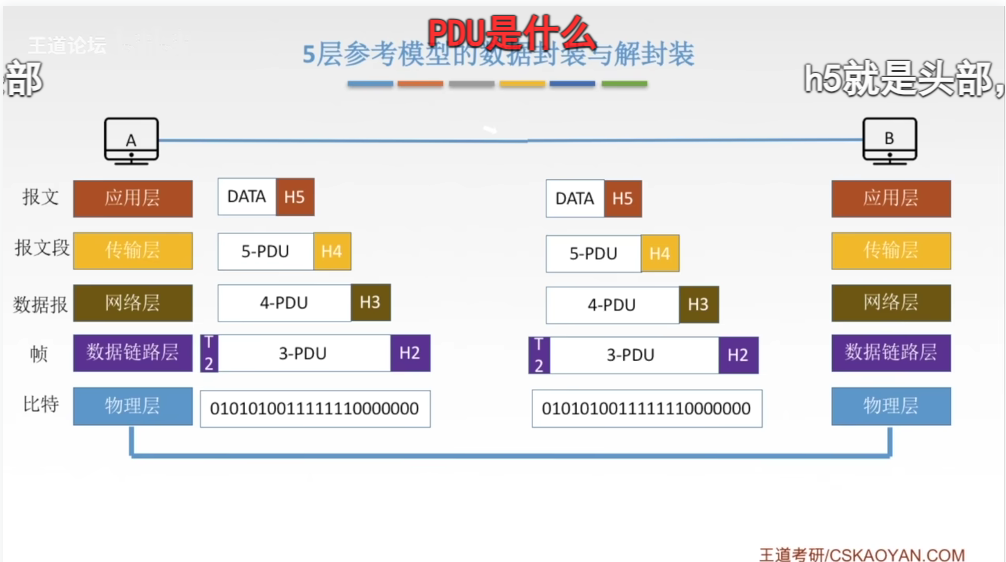 PDU是什么
王道论坛
5层参考模型的数据封装与解封装
部
h5就是头部，
A
B
报文 应用层 DATA H5 DATA H5 应用层
报文段 传输层 5-PDU H4 5-PDU H4 传输层
数据报 网络层 4-PDU H3 4-PDU H3 网络层
帧 数据链路层 T2 3-PDU H2 T2 3-PDU H2 数据链路层
比特 物理层 0101010011111110000000 0101010011111110000000 物理层
王道考研/CSKAOYAN.COM